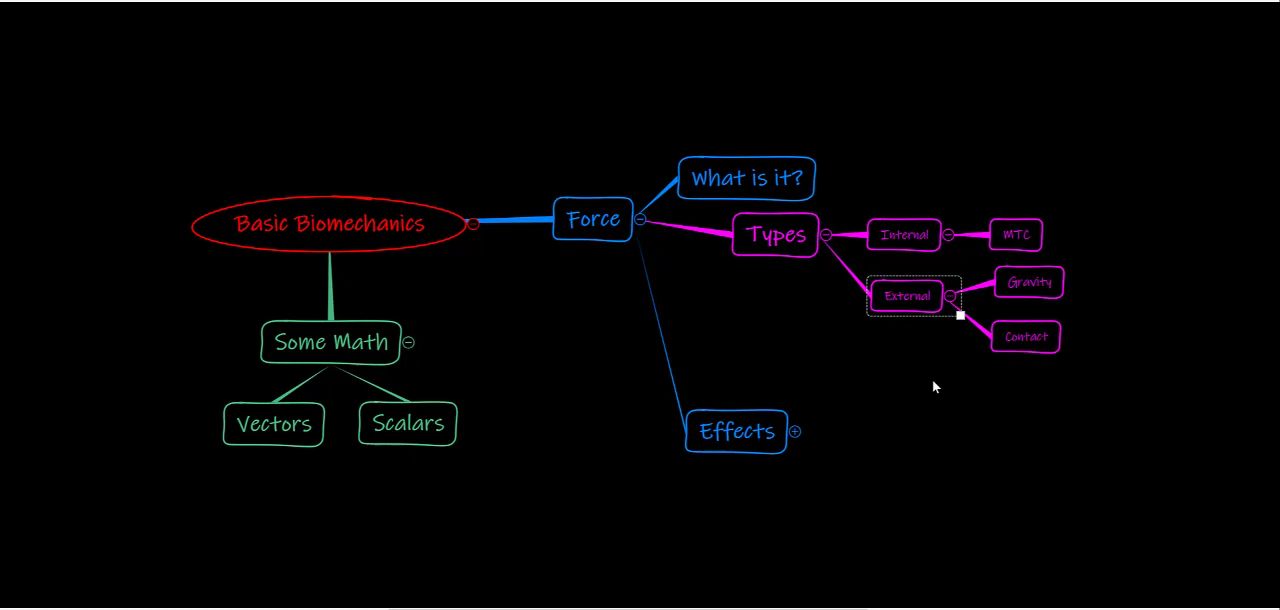 Basic Biomechanics
Force
What is it?
Types
Internal
MTC
External
Gravity
Contact
Effects
Some Math
Vectors
Scalars